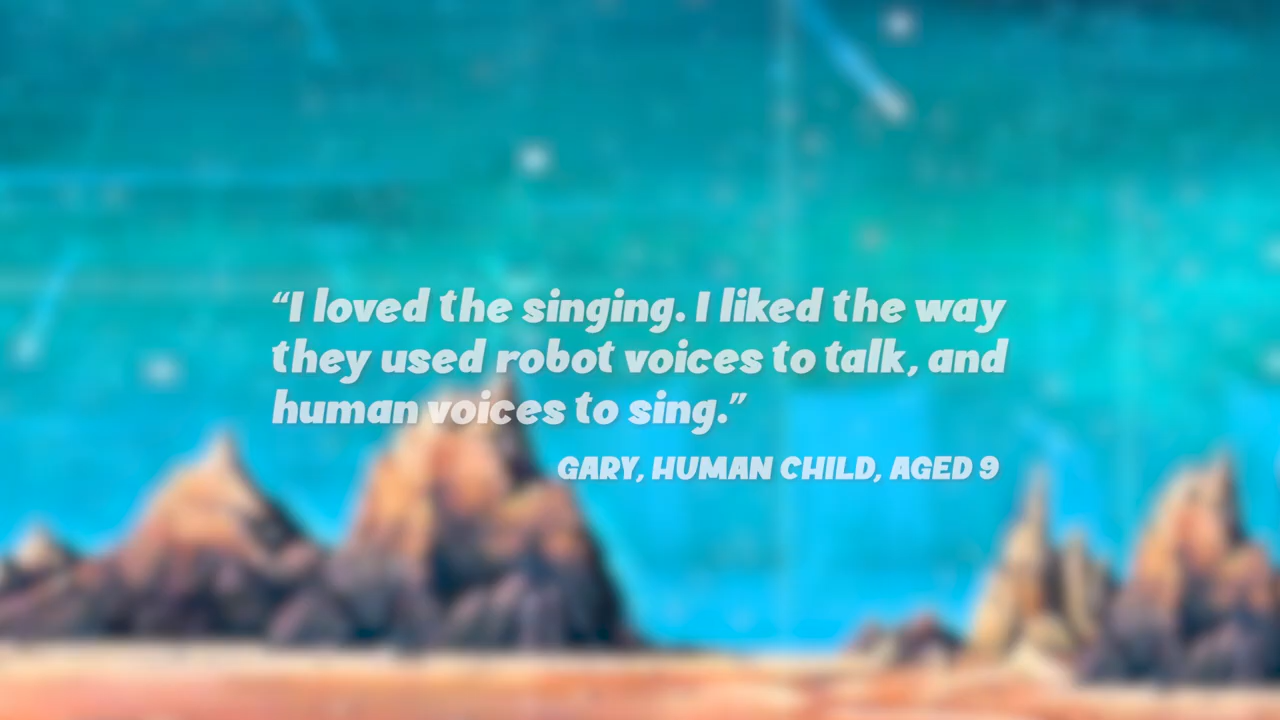 “I loved the singing. I liked the way
they used robot voices to talk, and
human voices to sing.”
GARY, HUMAN CHILD, AGED 9